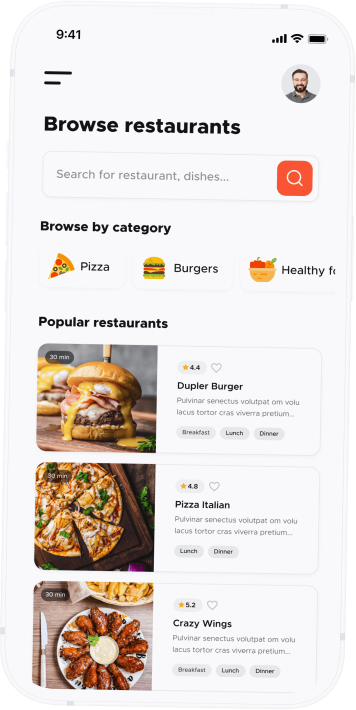 9:41
Browse restaurants
Search for restaurant, dishes...
Browse by category
Pizza
Burgers
Healthy fo
Popular restaurants
30 min
4.4
Dupler Burger
Pulvinar senectus volutpat om volu
lacus tortor cras viverra pretium...
Breakfast Lunch Dinner
30 min
4.8
Pizza Italian
Pulvinar senectus volutpat om volu
lacus tortor cras viverra pretium...
Lunch Dinner
30 min
5.2
Crazy Wings
Pulvinar senectus volutpat om volu
lacus tortor cras viverra pretium...
Breakfast Lunch Dinner